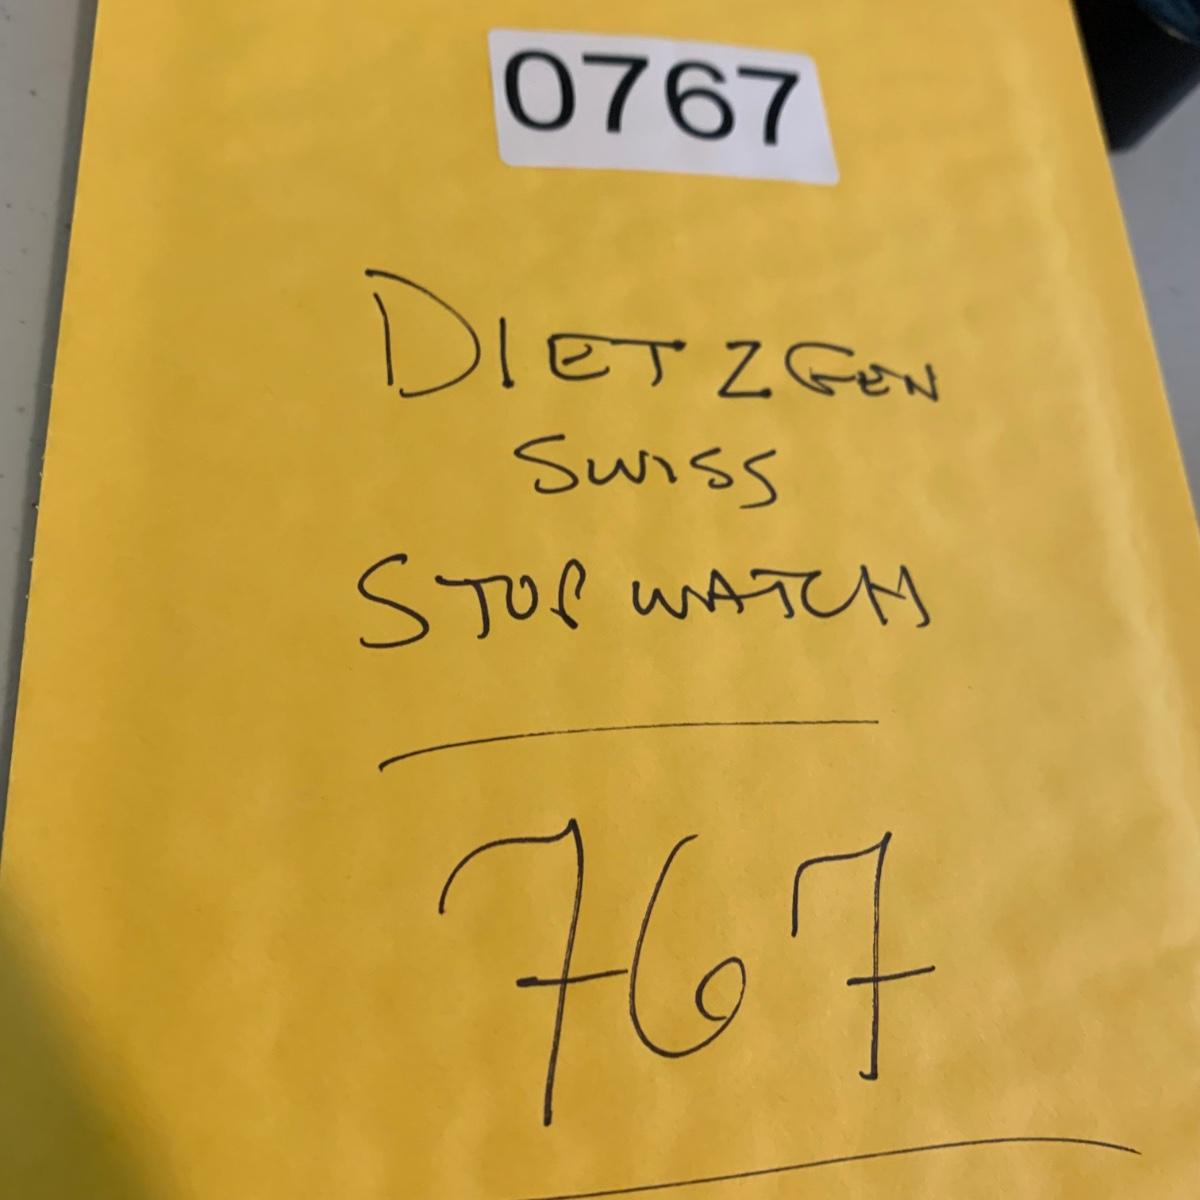 0767
DIETZGEN
SWISS
STOP WATCH
767